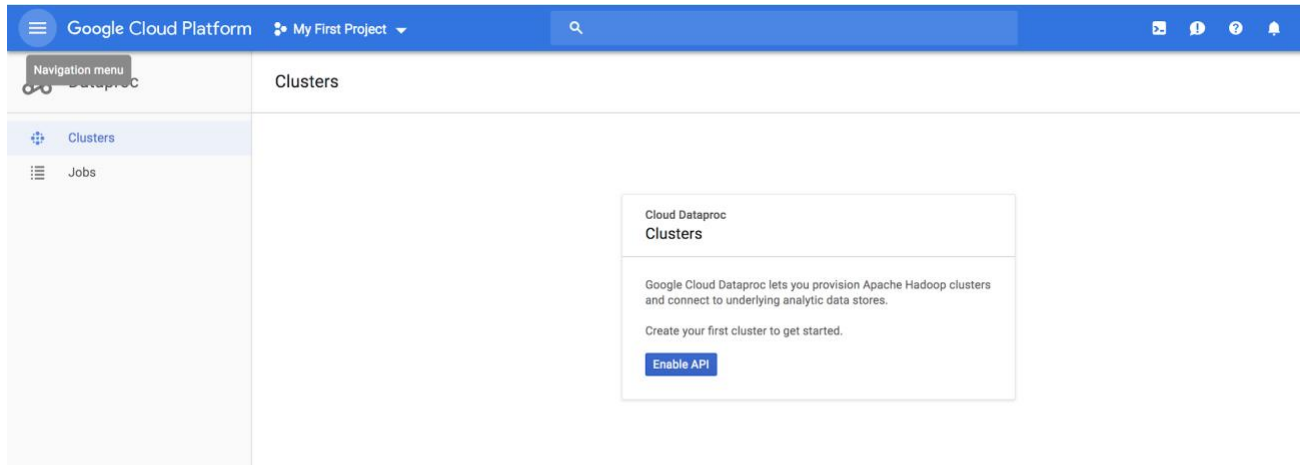 Google Cloud Platform My First Project
Navigation menu
Clusters
Clusters
Jobs
Cloud Dataproc
Clusters
Google Cloud Dataproc lets you provision Apache Hadoop clusters
and connect to underlying analytic data stores.
Create your first cluster to get started.
Enable API